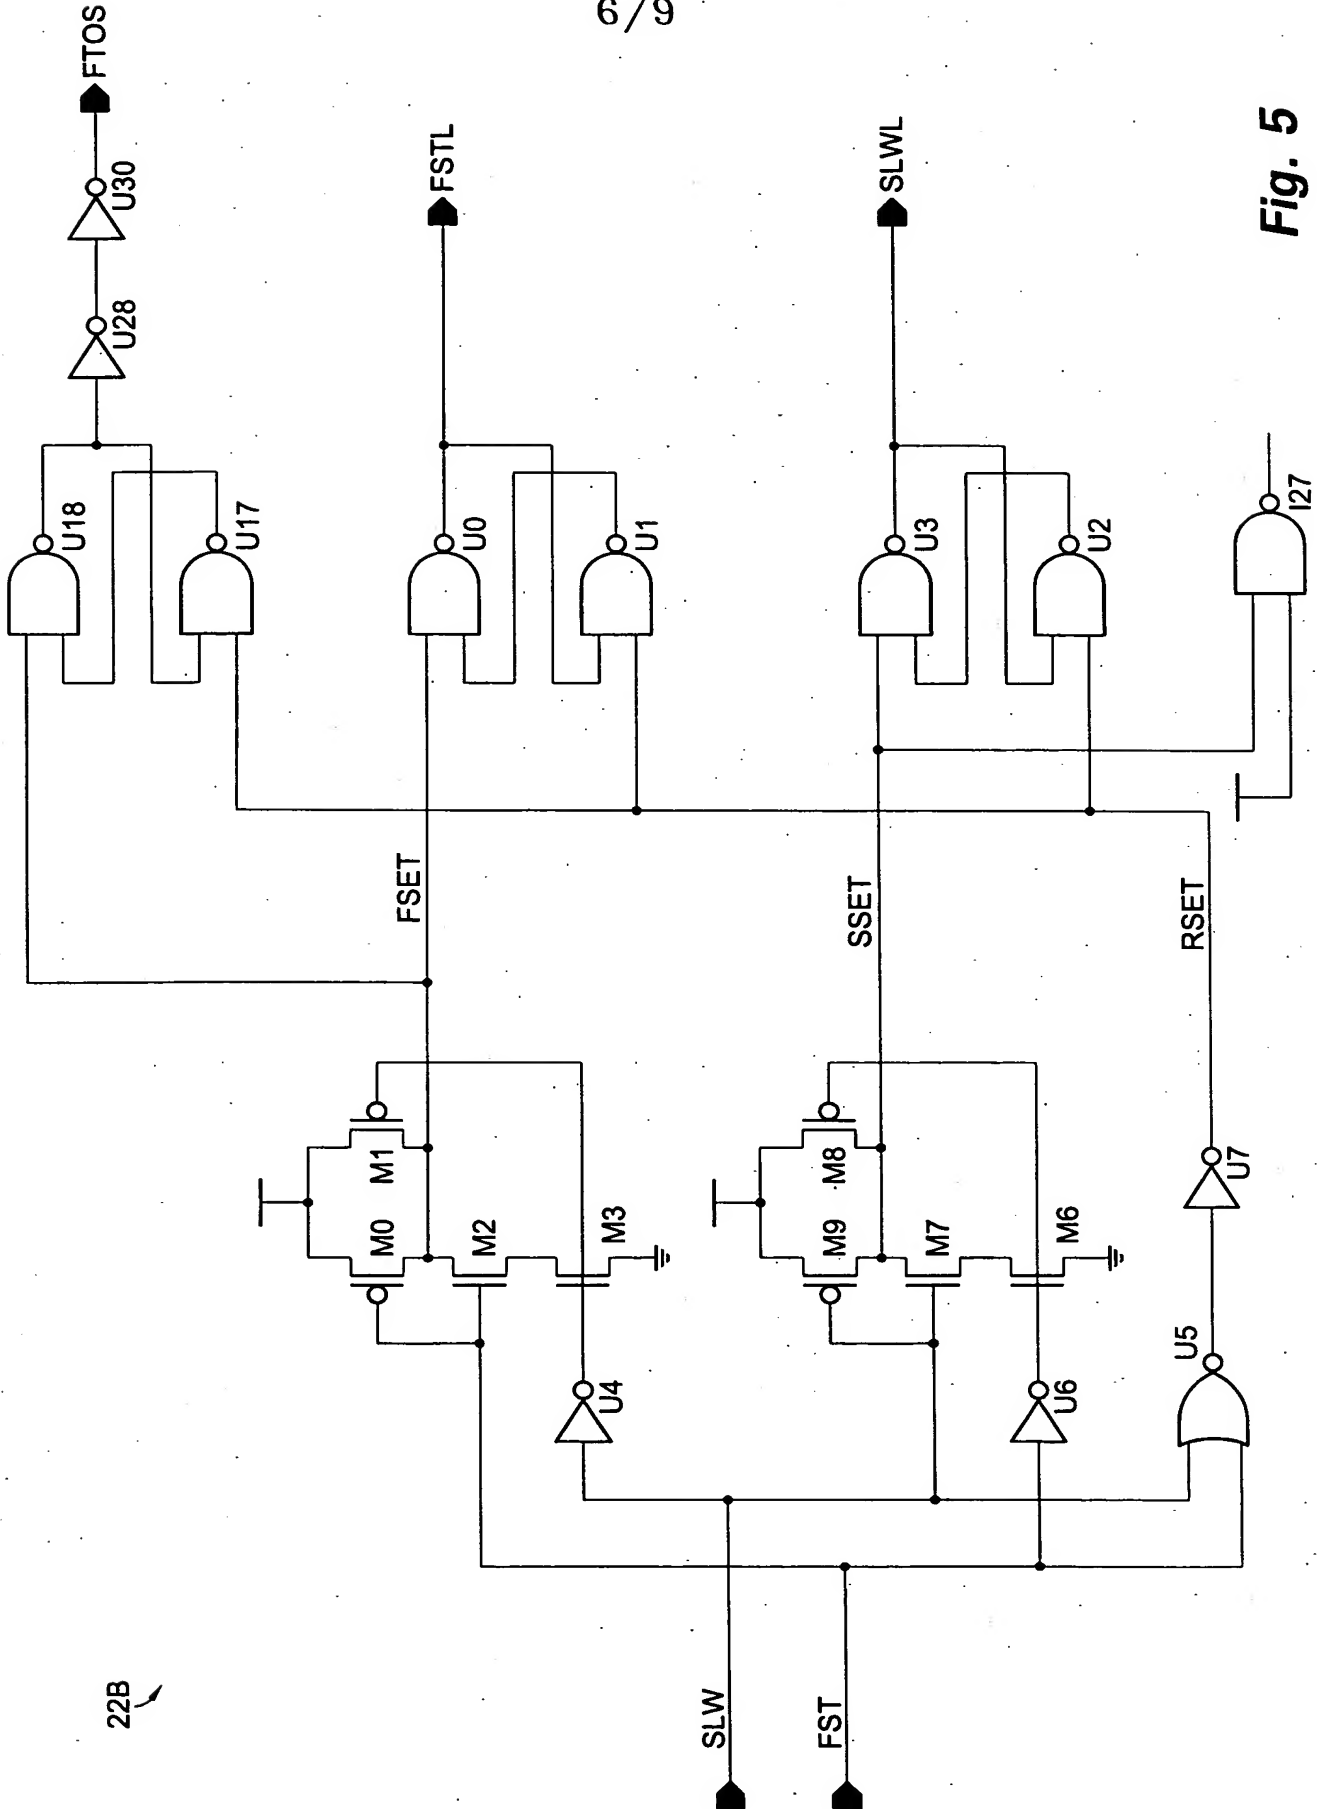 6/9
FTOS
U30
U28
U18
U17
FSTL
U0
U1
SLWL
U3
U2
I27
FSET
SSET
RSET
M1
M0
M2
M3
M8
M9
M7
M6
U4
U6
U7
U5
SLW
FST
22B
Fig. 5